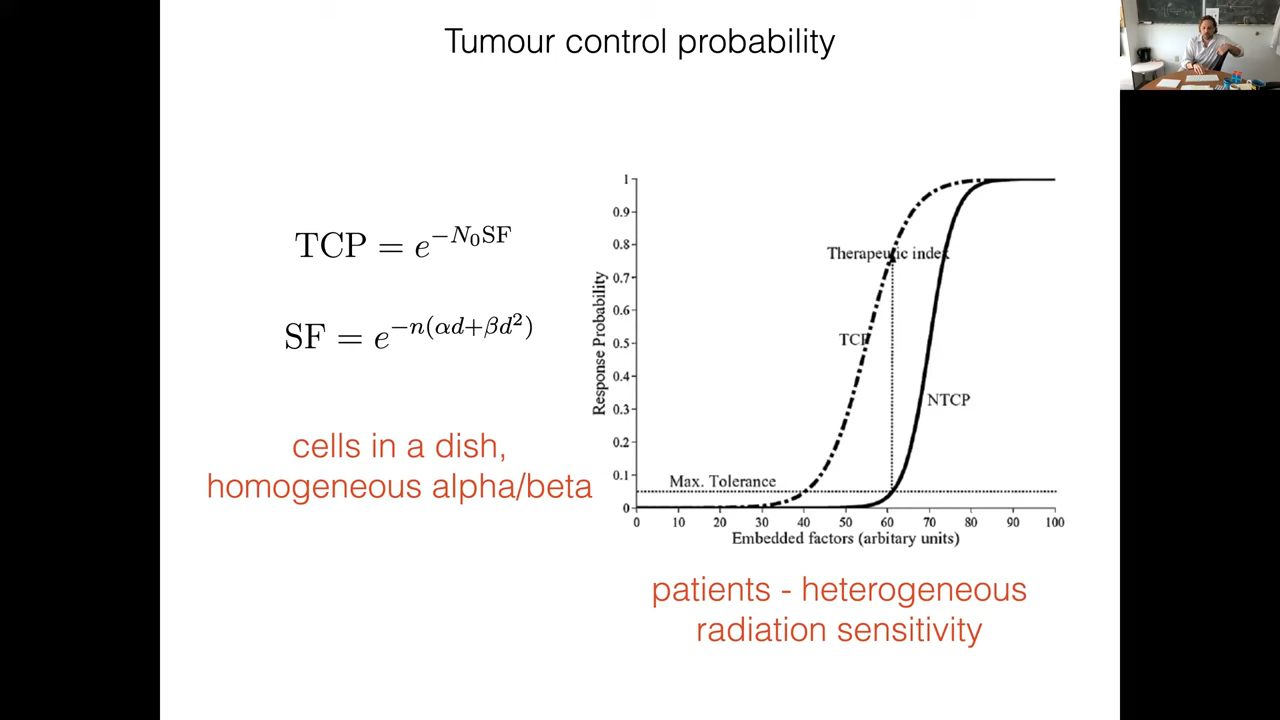 Tumour control probability
TCP = e^{-N_0 SF}
SF = e^{-n(αd+βd^2)}
cells in a dish,
homogeneous alpha/beta
1
0.9
0.8
0.7
0.6
0.5
0.4
0.3
0.2
0.1
0
Response Probability
Therapeutic index
TCP
NTCP
Max. Tolerance
0 10 20 30 40 50 60 70 80 90 100
Embedded factors (arbitary units)
patients - heterogeneous
radiation sensitivity